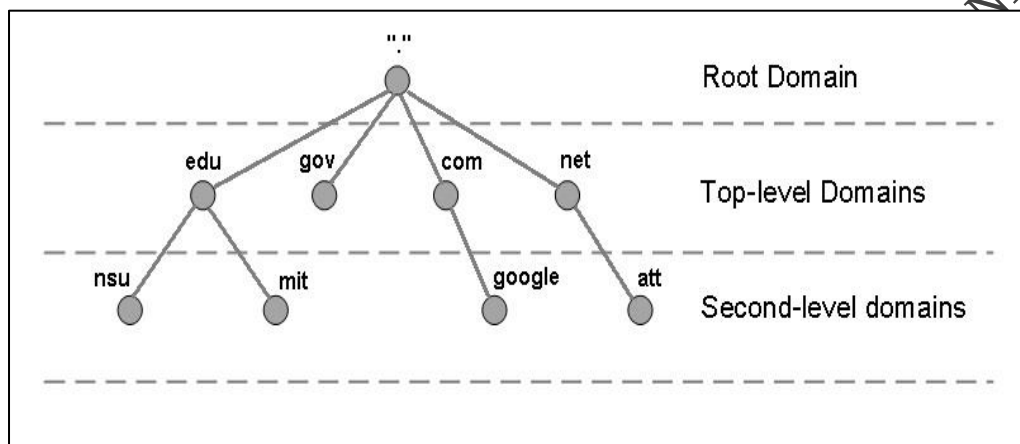 "."
Root Domain
edu gov com net
Top-level Domains
nsu mit google att
Second-level domains